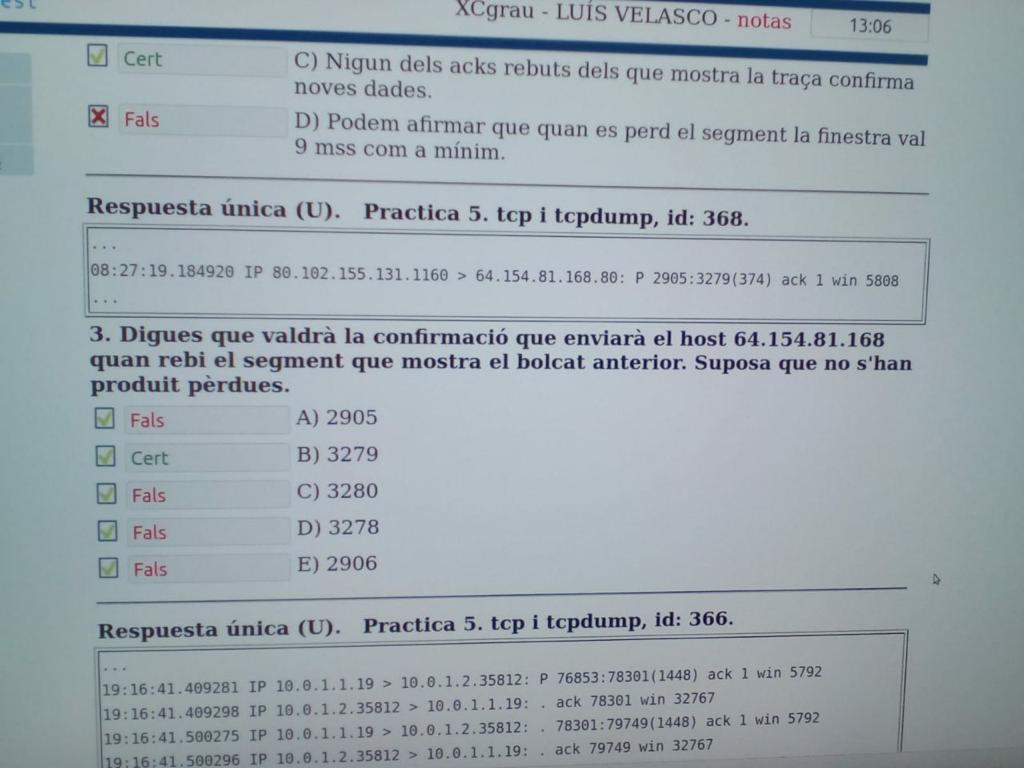 XCgrau - LUÍS VELASCO - notas 13:06
Cert C) Nigun dels acks rebuts dels que mostra la traça confirma
noves dades.
Fals D) Podem afirmar que quan es perd el segment la finestra val
9 mss com a mínim.
Respuesta única (U). Practica 5. tcp i tcpdump, id: 368.
...
08:27:19.184920 IP 80.102.155.131.1160 > 64.154.81.168.80: P 2905:3279(374) ack 1 win 5808
...
3. Digues que valdrà la confirmació que enviarà el host 64.154.81.168
quan rebi el segment que mostra el bolcat anterior. Suposa que no s'han
produit pèrdues.
Fals A) 2905
Cert B) 3279
Fals C) 3280
Fals D) 3278
Fals E) 2906
Respuesta única (U). Practica 5. tcp i tcpdump, id: 366.
...
19:16:41.409281 IP 10.0.1.1.19 > 10.0.1.2.35812: P 76853:78301(1448) ack 1 win 5792
19:16:41.409298 IP 10.0.1.2.35812 > 10.0.1.1.19: . ack 78301 win 32767
19:16:41.500275 IP 10.0.1.1.19 > 10.0.1.2.35812: . 78301:79749(1448) ack 1 win 5792
19:16:41.500296 IP 10.0.1.2.35812 > 10.0.1.1.19: . ack 79749 win 32767